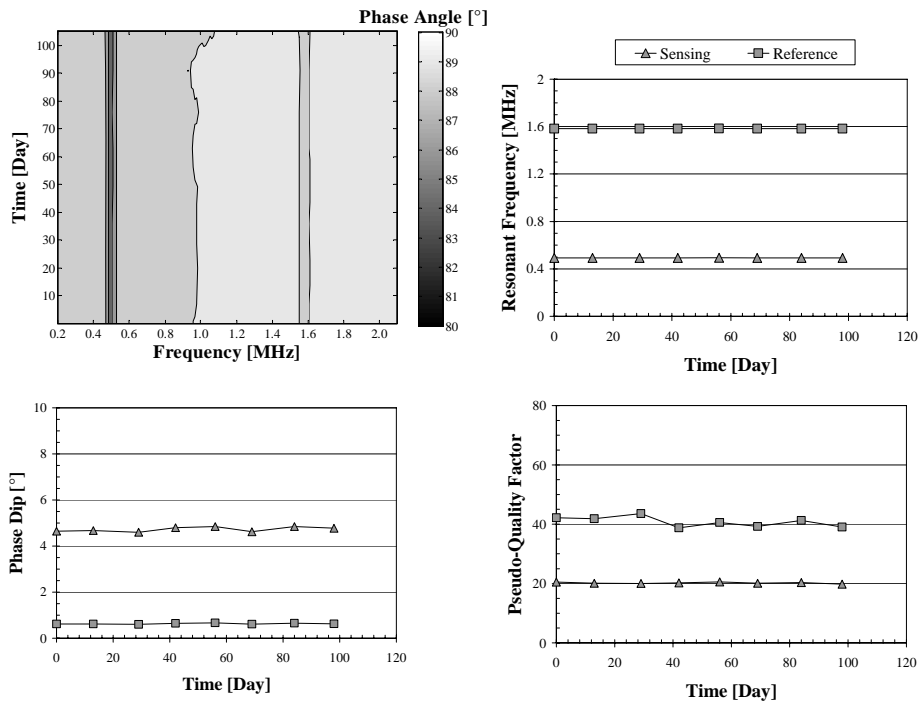 Phase Angle [°]
100
90
80
70
60
50
40
30
20
10
Time [Day]
0.2 0.4 0.6 0.8 1.0 1.2 1.4 1.6 1.8 2.0
Frequency [MHz]
90
89
88
87
86
85
84
83
82
81
80
Sensing Reference
2
1.6
1.2
0.8
0.4
0
Resonant Frequency [MHz]
0 20 40 60 80 100 120
Time [Day]
10
8
6
4
2
0
Phase Dip [°]
0 20 40 60 80 100 120
Time [Day]
80
60
40
20
0
Pseudo-Quality Factor
0 20 40 60 80 100 120
Time [Day]